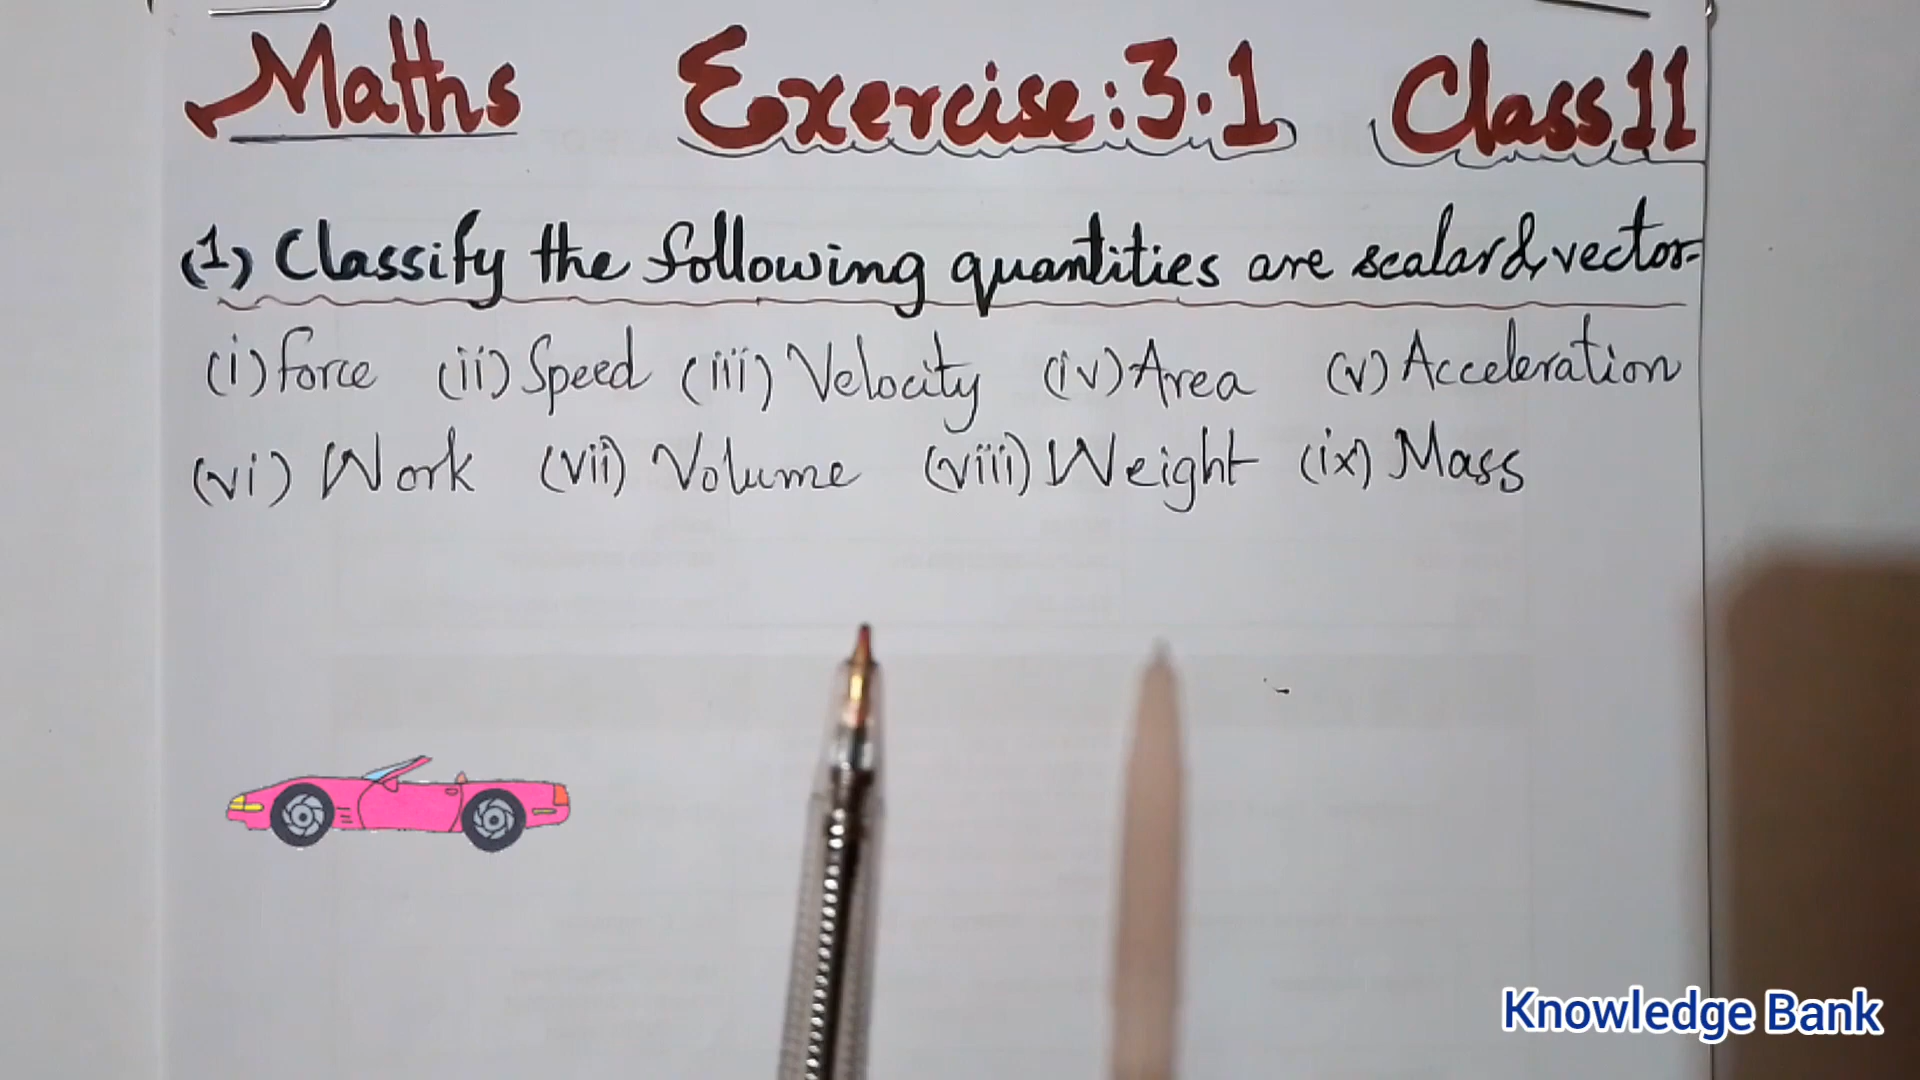 Maths Exercise:3.1 Class 11
(1) Classify the following quantities are scalar & vector-
(i) Force (ii) Speed (iii) Velocity (iv) Area (v) Acceleration
(vi) Work (vii) Volume (viii) Weight (ix) Mass
Knowledge Bank